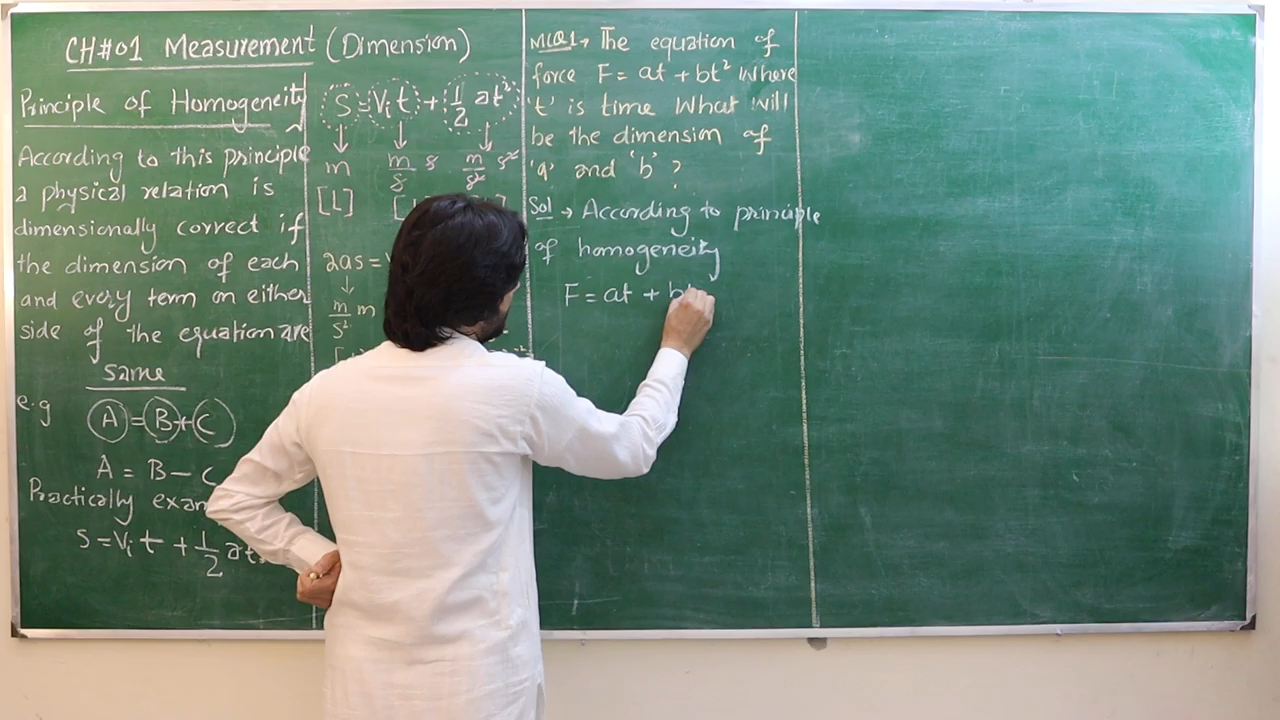 CH#01 Measurement (Dimension)
Principle of Homogeneity
According to this principle
a physical relation is
dimensionally correct if
the dimension of each
and every term on either
side of the equation are
same
e.g
A = B + C
A = B - C
Practically
S = Vi t + 1/2 at
S = Vi t + 1/2 at²
m m/s s m/s² s²
[L]
2as =
m/s² m
MCQ1→ The equation of
force F = at + bt² Where
't' is time What will
be the dimension of
'a' and 'b' ?
Sol → According to principle
of homogeneity
F = at + b